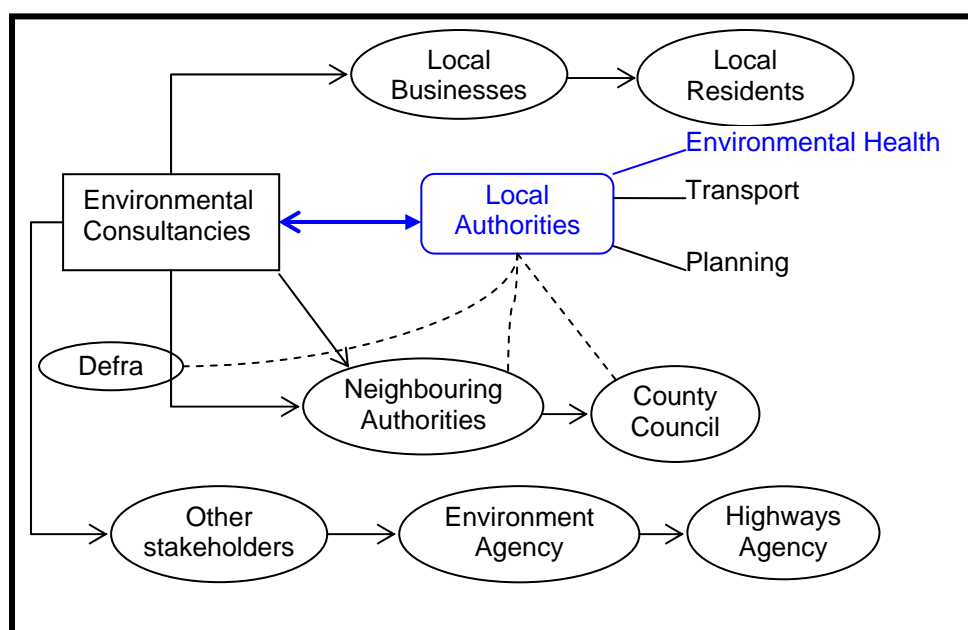 Local
Businesses
Local
Residents
Environmental Health
Environmental
Consultancies
Local
Authorities
Transport
Planning
Defra
Neighbouring
Authorities
County
Council
Other
stakeholders
Environment
Agency
Highways
Agency